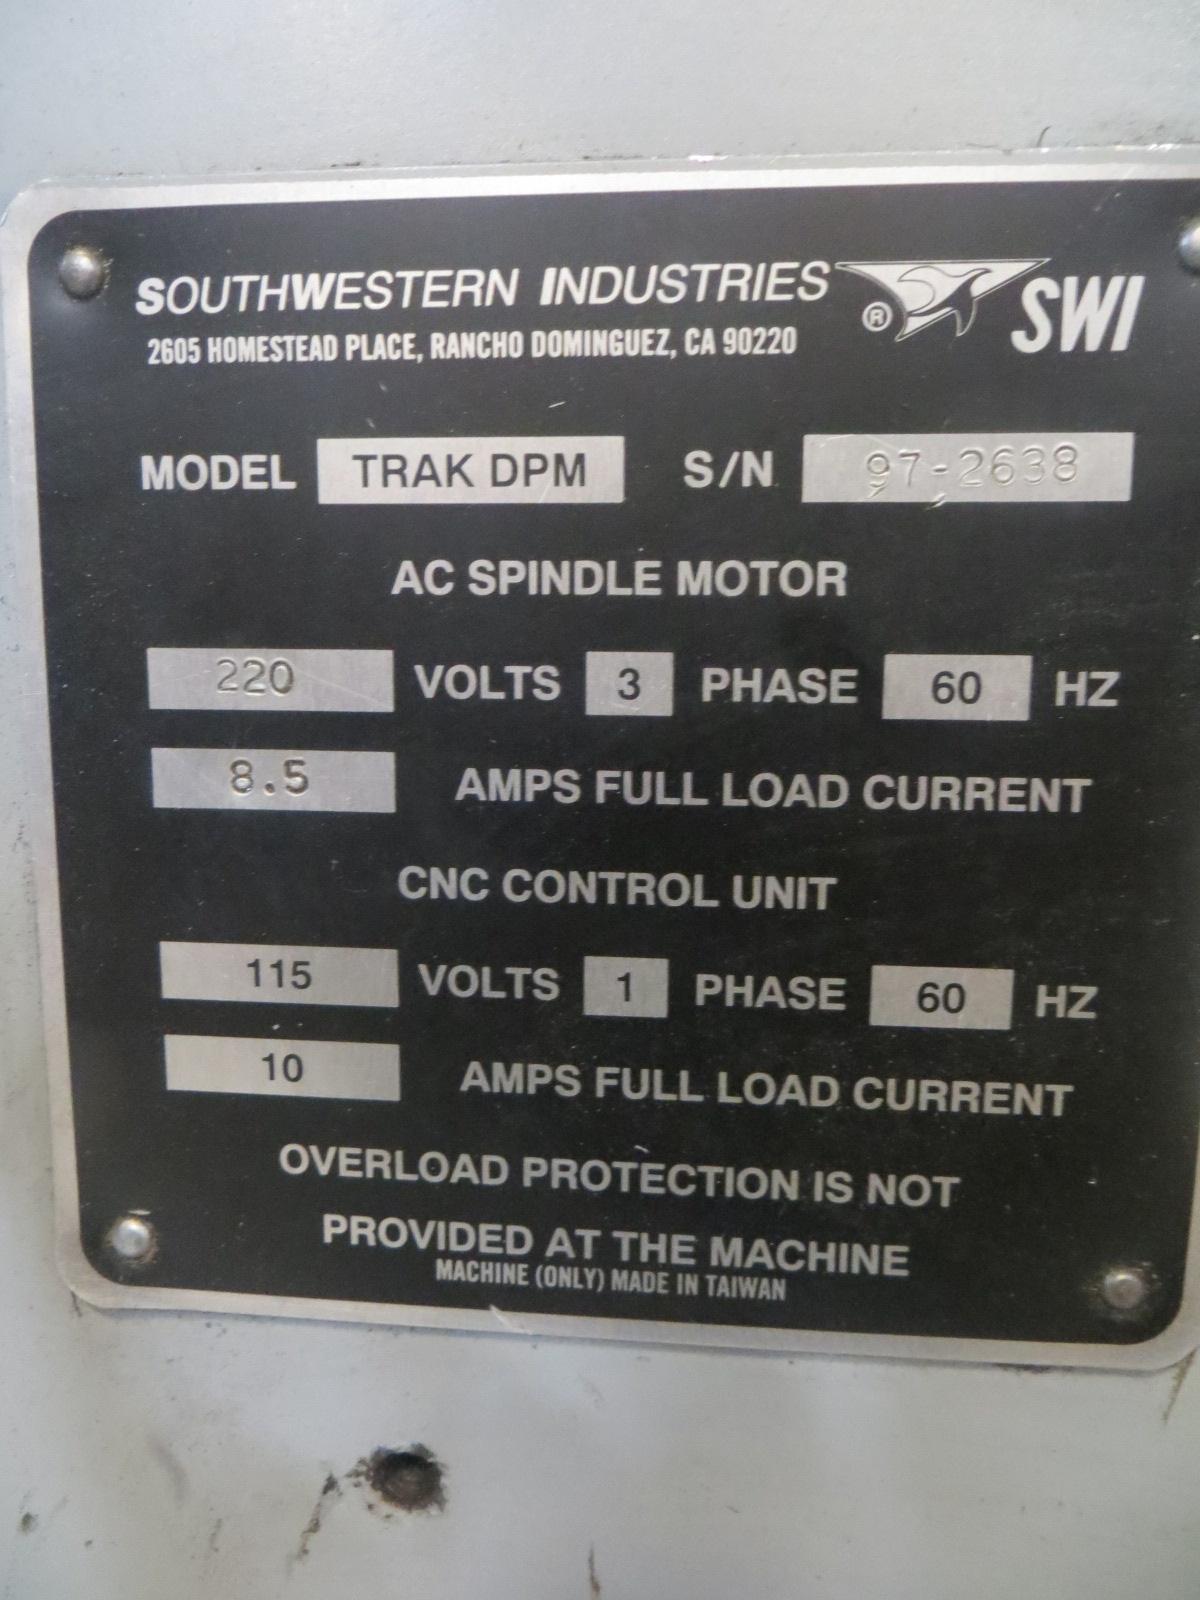 SOUTHWESTERN INDUSTRIES ® SWI
2605 HOMESTEAD PLACE, RANCHO DOMINGUEZ, CA 90220
MODEL TRAK DPM S/N 97-2638
AC SPINDLE MOTOR
220 VOLTS 3 PHASE 60 HZ
8.5 AMPS FULL LOAD CURRENT
CNC CONTROL UNIT
115 VOLTS 1 PHASE 60 HZ
10 AMPS FULL LOAD CURRENT
OVERLOAD PROTECTION IS NOT
PROVIDED AT THE MACHINE
MACHINE (ONLY) MADE IN TAIWAN